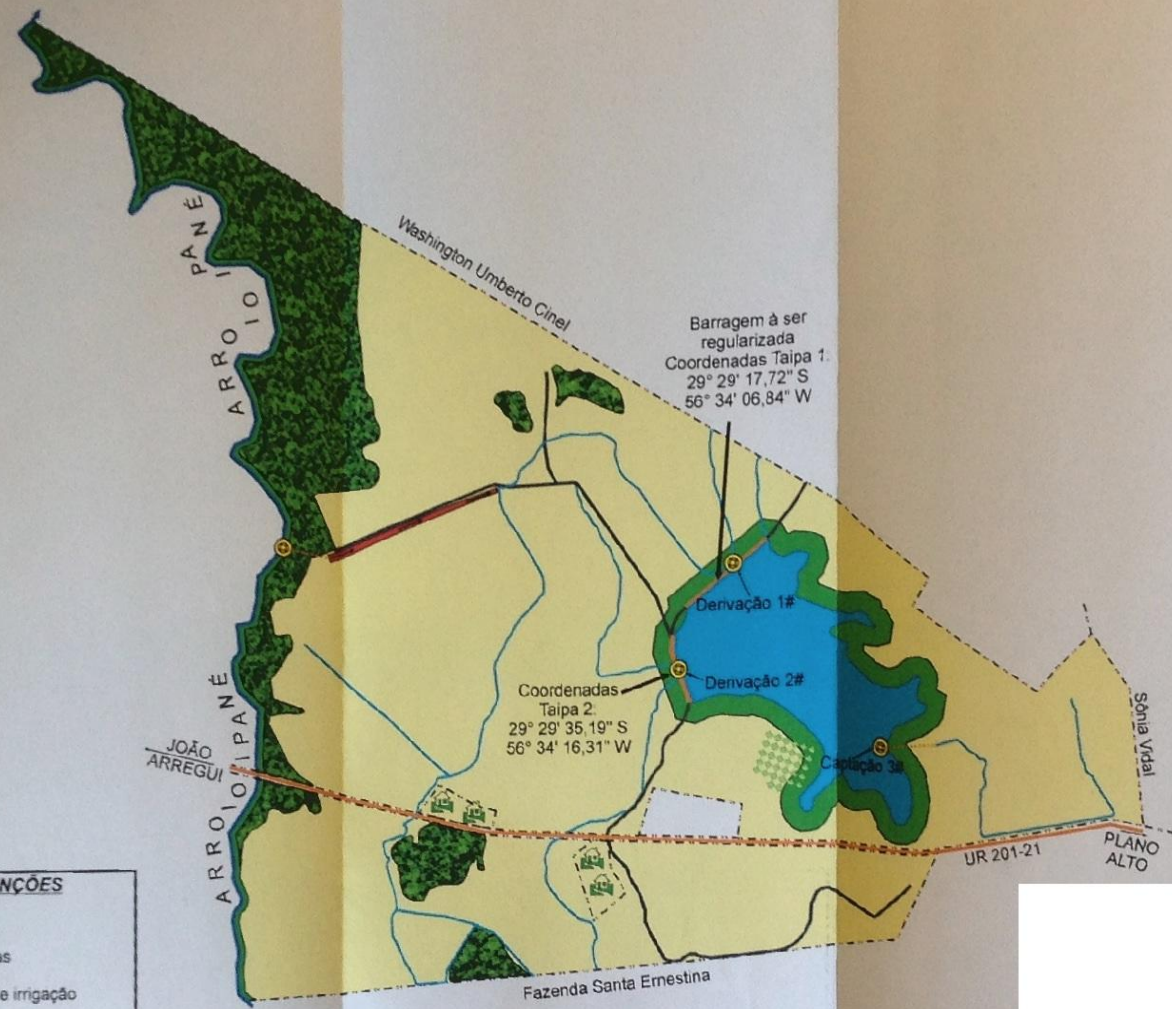 ARROIO IPANÉ
Washington Umberto Cinel
Barragem à ser
regularizada
Coordenadas Taipa 1:
29° 29' 17,72" S
56° 34' 06,84" W
Derivação 1#
Derivação 2#
Coordenadas
Taipa 2:
29° 29' 35,19" S
56° 34' 16,31" W
Captação 3#
Sônia Vidal
JOÃO
ARREGUI
ARROIO IPANÉ
UR 201-21
PLANO
ALTO
Fazenda Santa Ernestina
NÇÕES
as
e irrigação